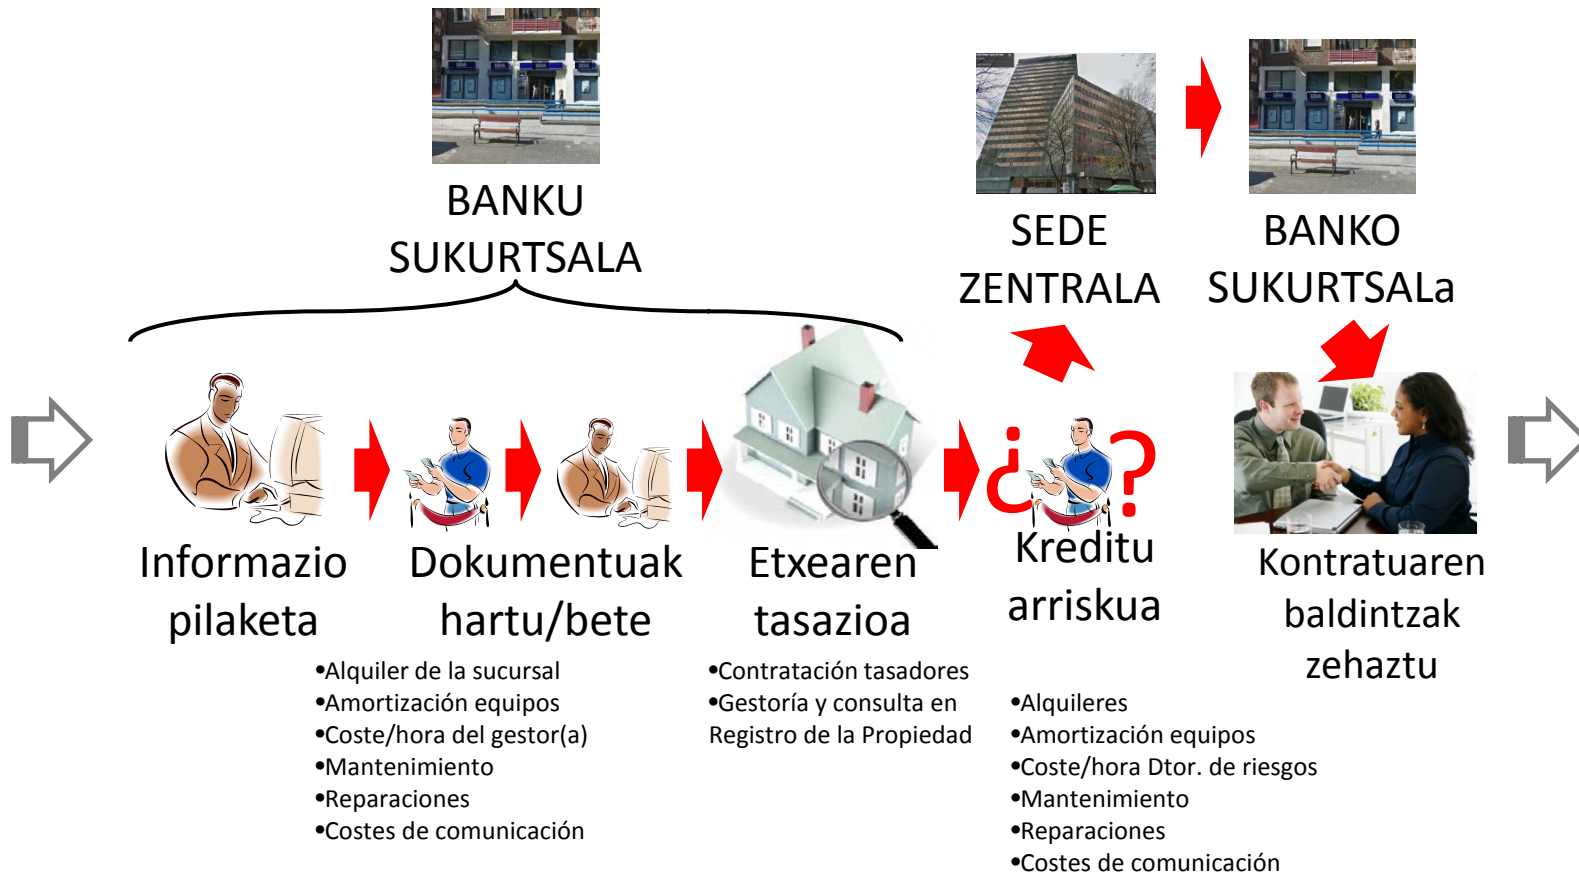 BANKU
SUKURTSALA
SEDE
ZENTRALA
BANKO
SUKURTSALa
Informazio
pilaketa
Dokumentuak
hartu/bete
•Alquiler de la sucursal
•Amortización equipos
•Coste/hora del gestor(a)
•Mantenimiento
•Reparaciones
•Costes de comunicación
Etxearen
tasazioa
•Contratación tasadores
•Gestoría y consulta en
Registro de la Propiedad
¿ ?
Kreditu
arriskua
•Alquileres
•Amortización equipos
•Coste/hora Dtor. de riesgos
•Mantenimiento
•Reparaciones
•Costes de comunicación
Kontratuaren
baldintzak
zehaztu